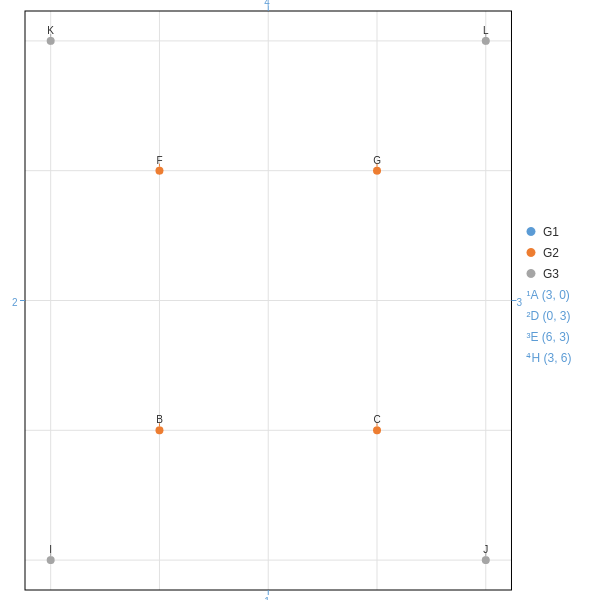 4
K L
F G
2 3
B C
I J
1
G1
G2
G3
¹A (3, 0)
²D (0, 3)
³E (6, 3)
⁴H (3, 6)